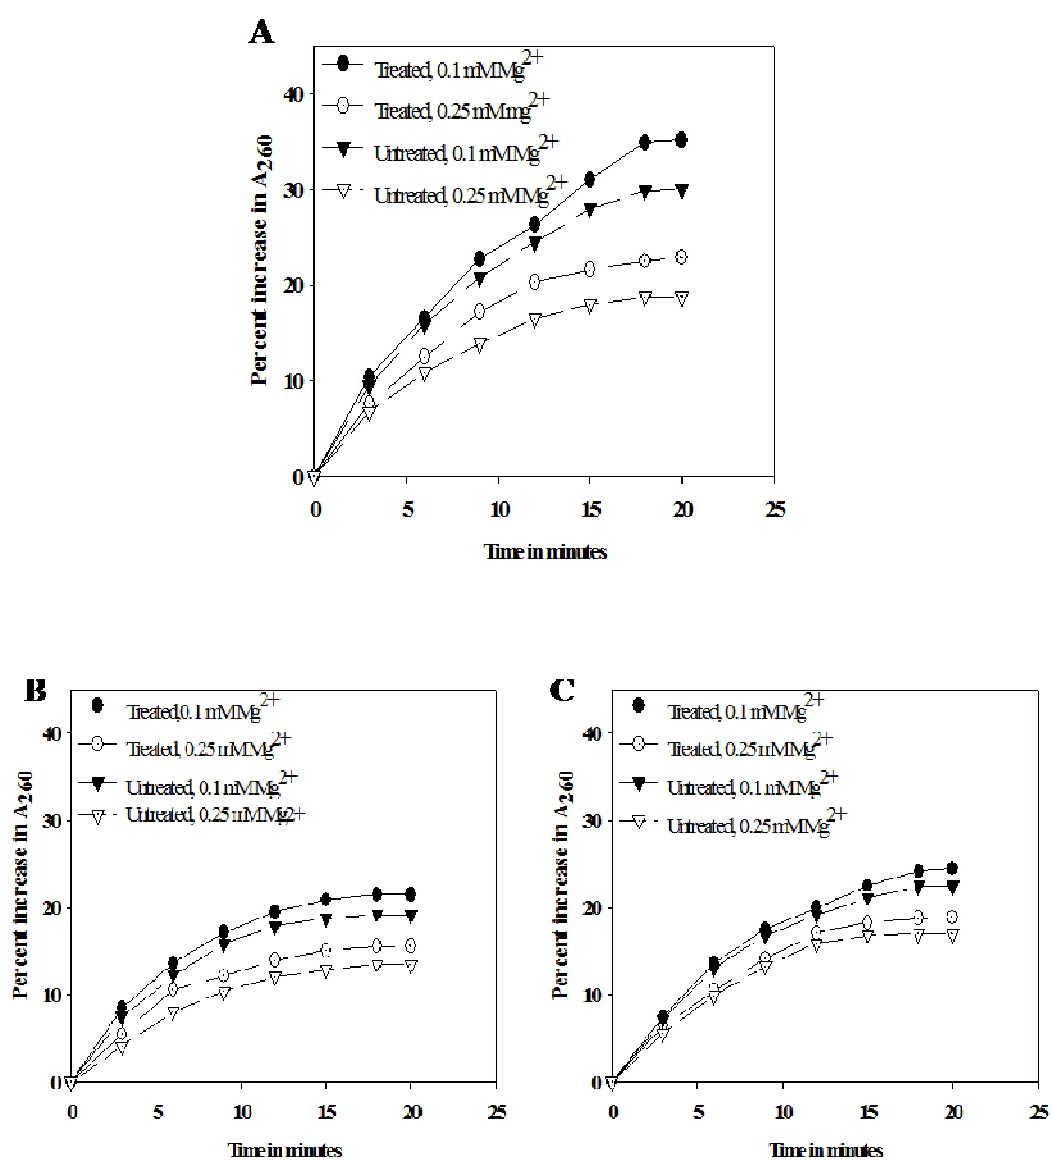 A
Treated, 0.1 mMMg2+
Treated, 0.25 mMmg2+
Untreated, 0.1 mMMg2+
Untreated, 0.25 mMMg2+
Percent increase in A260
40
30
20
10
0
0 5 10 15 20 25
Time in minutes
B
Treated,0.1 mMMg2+
Treated, 0.25 mMMg2+
Untreated, 0.1 mMMg2+
Untreated, 0.25 mMMg2+
Percent increase in A260
40
30
20
10
0
0 5 10 15 20 25
Time in minutes
C
Treated, 0.1 mMMg2+
Treated, 0.25 mMMg2+
Untreated, 0.1 mMMg2+
Untreated, 0.25 mMMg2+
Percent increase in A260
40
30
20
10
0
0 5 10 15 20 25
Time in minutes